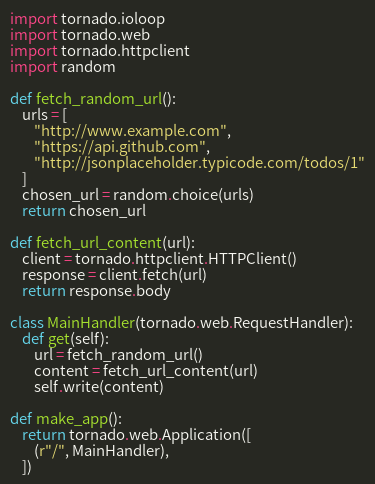 import tornado.ioloop
import tornado.web
import tornado.httpclient
import random

def fetch_random_url():
    urls = [
        "http://www.example.com",
        "https://api.github.com",
        "http://jsonplaceholder.typicode.com/todos/1"
    ]
    chosen_url = random.choice(urls)
    return chosen_url

def fetch_url_content(url):
    client = tornado.httpclient.HTTPClient()
    response = client.fetch(url)
    return response.body

class MainHandler(tornado.web.RequestHandler):
    def get(self):
        url = fetch_random_url()
        content = fetch_url_content(url)
        self.write(content)

def make_app():
    return tornado.web.Application([
        (r"/", MainHandler),
    ])